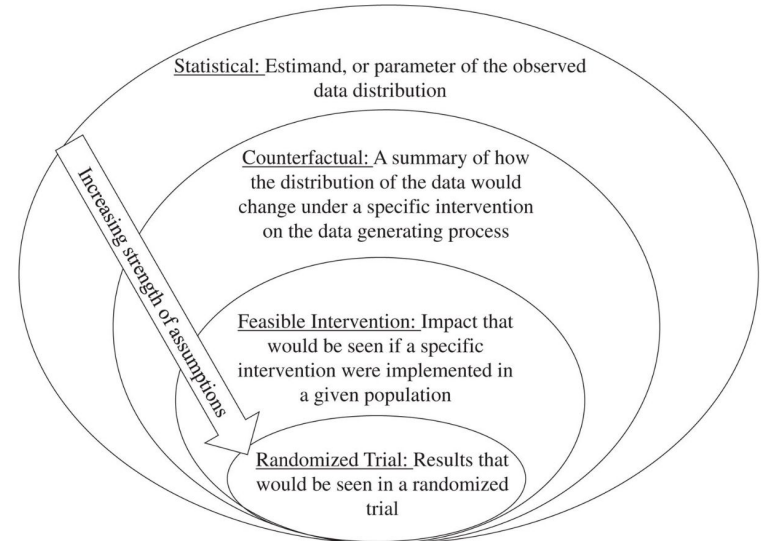 Statistical: Estimand, or parameter of the observed
data distribution
Counterfactual: A summary of how
the distribution of the data would
change under a specific intervention
on the data generating process
Increasing strength of assumptions
Feasible Intervention: Impact that
would be seen if a specific
intervention were implemented in
a given population
Randomized Trial: Results that
would be seen in a randomized
trial